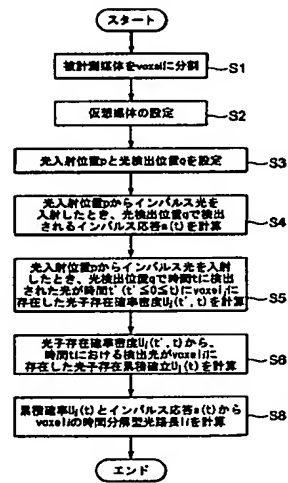 スタート
被計測媒体をvoxelに分割
S1
仮想媒体の設定
S2
光入射位置pと光検出位置qを設定
S3
光入射位置pからインパルス光を
入射したとき、光検出位置qで検出
されるインパルス応答s(t)を計算
S4
光入射位置pからインパルス光を入射
したとき、光検出位置qで時間tに検出
された光が時間t'(t'≦0≦t)にvoxel iに
存在した光子存在確率密度Ui(t',t)を計算
S5
光子存在確率密度Ui(t',t)から、
時間tにおける検出光がvoxel iに
存在した光子存在累積確立Ui(t)を計算
S6
累積確率Ui(t)とインパルス応答s(t)から
voxel iの時間分解型光路長liを計算
S8
エンド